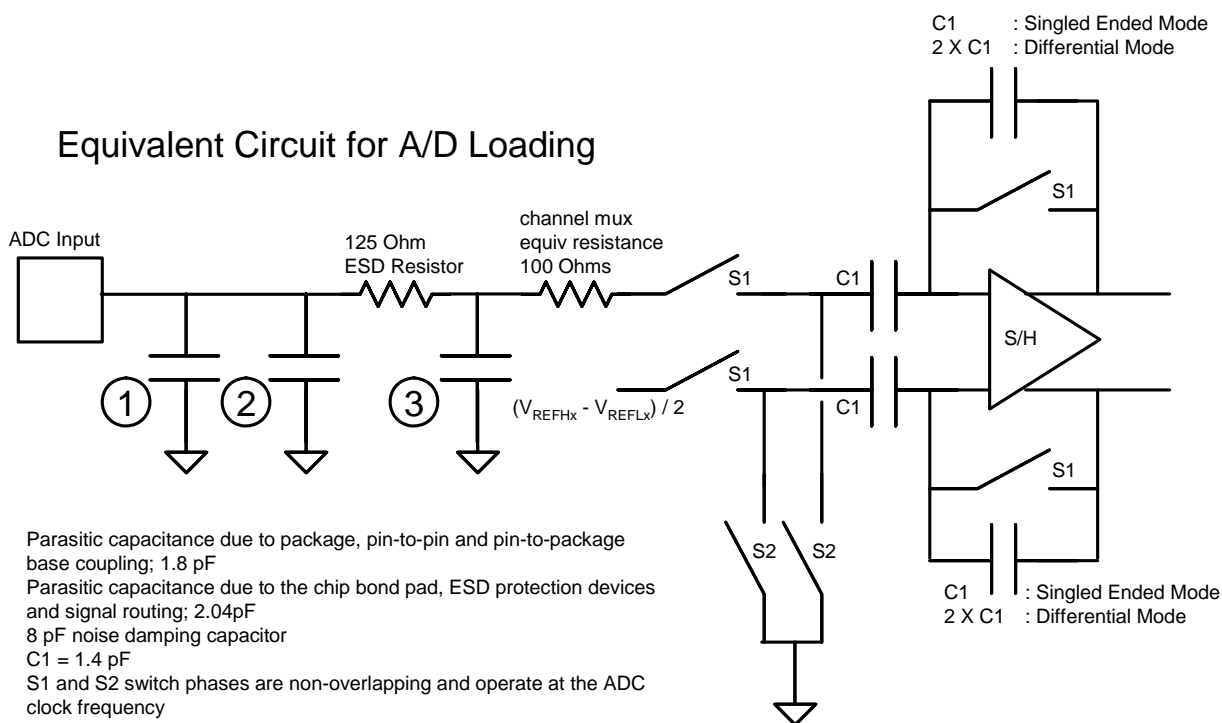 C1 : Singled Ended Mode
2 X C1 : Differential Mode
Equivalent Circuit for A/D Loading
S1
ADC Input
125 Ohm
ESD Resistor
channel mux
equiv resistance
100 Ohms
S1
C1
S/H
1
2
3
S1
(VREFHx - VREFLx) / 2
C1
S1
S2
S2
C1 : Singled Ended Mode
2 X C1 : Differential Mode
Parasitic capacitance due to package, pin-to-pin and pin-to-package
base coupling; 1.8 pF
Parasitic capacitance due to the chip bond pad, ESD protection devices
and signal routing; 2.04pF
8 pF noise damping capacitor
C1 = 1.4 pF
S1 and S2 switch phases are non-overlapping and operate at the ADC
clock frequency